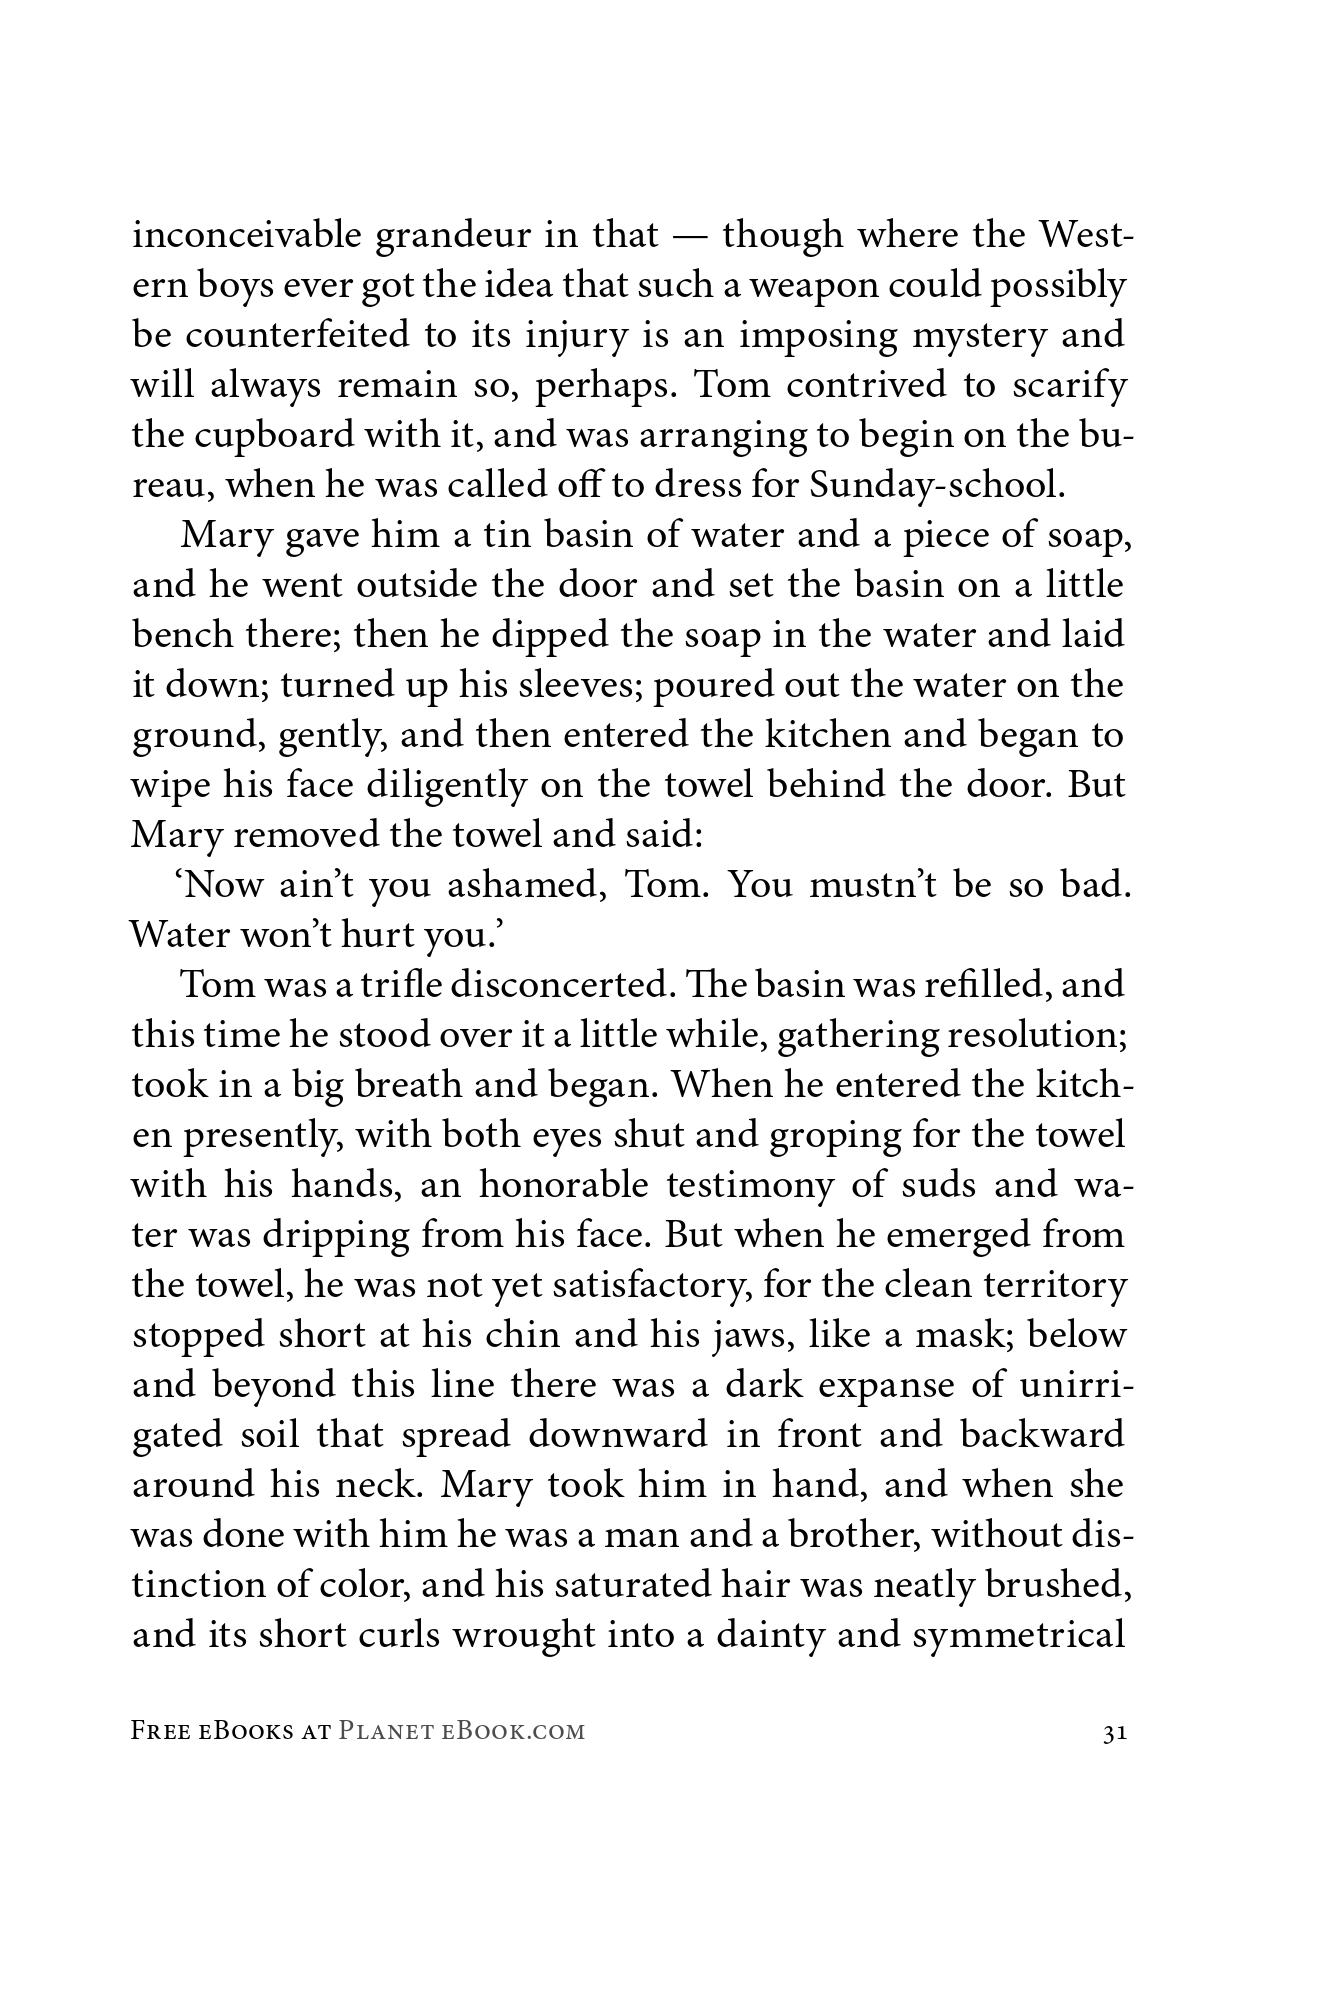 inconceivable grandeur in that — though where the West-
ern boys ever got the idea that such a weapon could possibly
be counterfeited to its injury is an imposing mystery and
will always remain so, perhaps. Tom contrived to scarify
the cupboard with it, and was arranging to begin on the bu-
reau, when he was called off to dress for Sunday-school.
Mary gave him a tin basin of water and a piece of soap,
and he went outside the door and set the basin on a little
bench there; then he dipped the soap in the water and laid
it down; turned up his sleeves; poured out the water on the
ground, gently, and then entered the kitchen and began to
wipe his face diligently on the towel behind the door. But
Mary removed the towel and said:
‘Now ain’t you ashamed, Tom. You mustn’t be so bad.
Water won’t hurt you.’
Tom was a trifle disconcerted. The basin was refilled, and
this time he stood over it a little while, gathering resolution;
took in a big breath and began. When he entered the kitch-
en presently, with both eyes shut and groping for the towel
with his hands, an honorable testimony of suds and wa-
ter was dripping from his face. But when he emerged from
the towel, he was not yet satisfactory, for the clean territory
stopped short at his chin and his jaws, like a mask; below
and beyond this line there was a dark expanse of unirri-
gated soil that spread downward in front and backward
around his neck. Mary took him in hand, and when she
was done with him he was a man and a brother, without dis-
tinction of color, and his saturated hair was neatly brushed,
and its short curls wrought into a dainty and symmetrical
Free eBooks at Planet eBook.com 31